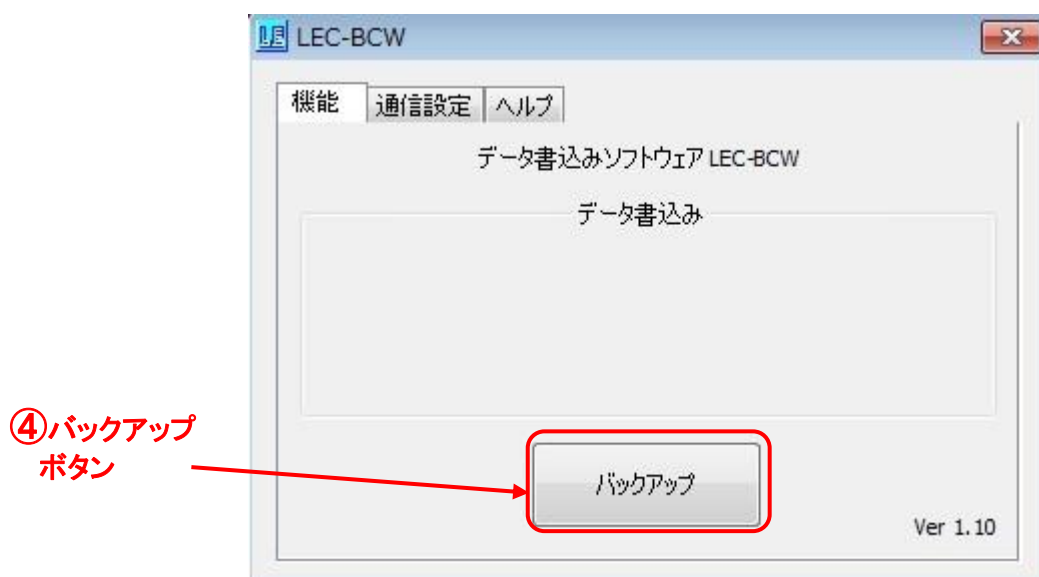 LEC-BCW
機能 通信設定 ヘルプ
データ書込みソフトウェア LEC-BCW
データ書込み
④バックアップ
ボタン
バックアップ
Ver 1.10